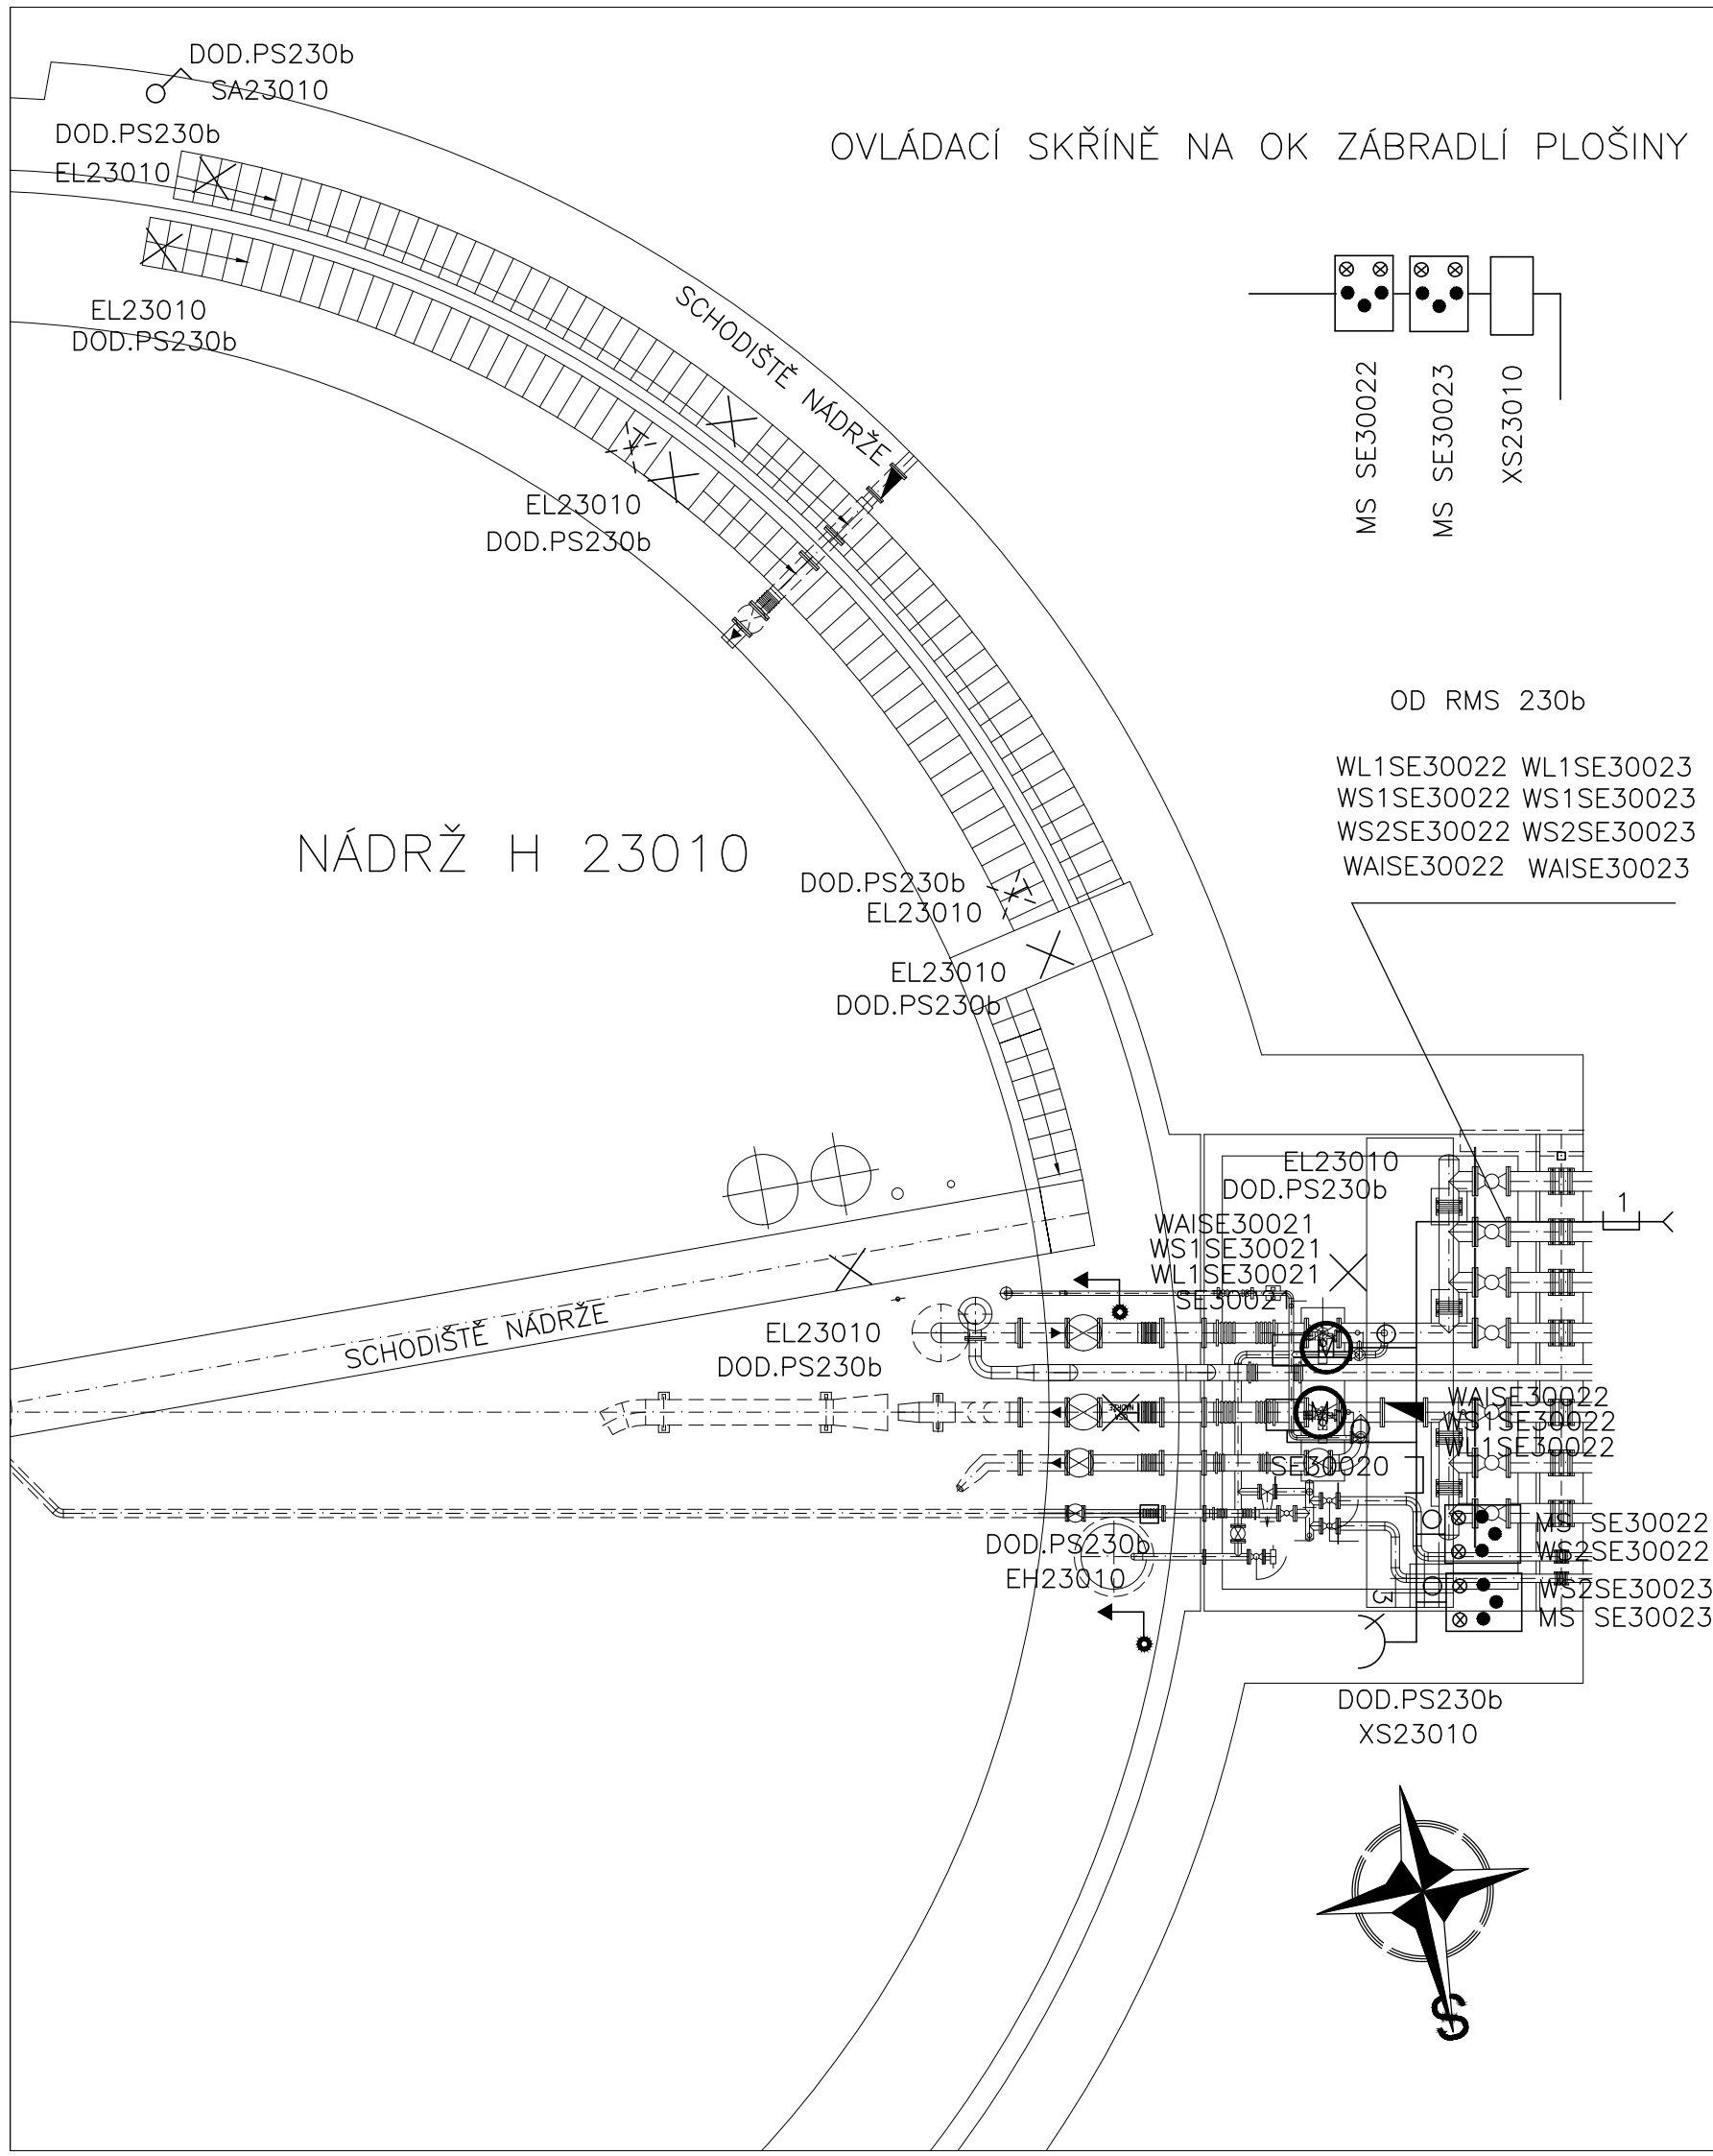 DOD.PS230b
SA23010
DOD.PS230b
EL23010
OVLÁDACÍ SKŘÍNĚ NA OK ZÁBRADLÍ PLOŠINY
EL23010
DOD.PS230b
SCHODIŠTĚ NÁDRŽE
MS SE30022
MS SE30023
XS23010
EL23010
DOD.PS230b
OD RMS 230b
WL1SE30022 WL1SE30023
WS1SE30022 WS1SE30023
WS2SE30022 WS2SE30023
WAISE30022 WAISE30023
NÁDRŽ H 23010
DOD.PS230b
EL23010
EL23010
DOD.PS230b
EL23010
DOD.PS230b
1
WAISE30021
WS1SE30021
WL1SE30021
SE3002
SCHODIŠTĚ NÁDRŽE
EL23010
DOD.PS230b
M
M
WAISE30022
WS1SE30022
WL1SE30022
SE30020
MS SE30022
WS2SE30022
DOD.PS230b
EH23010
WS2SE30023
MS SE30023
3
DOD.PS230b
XS23010
S